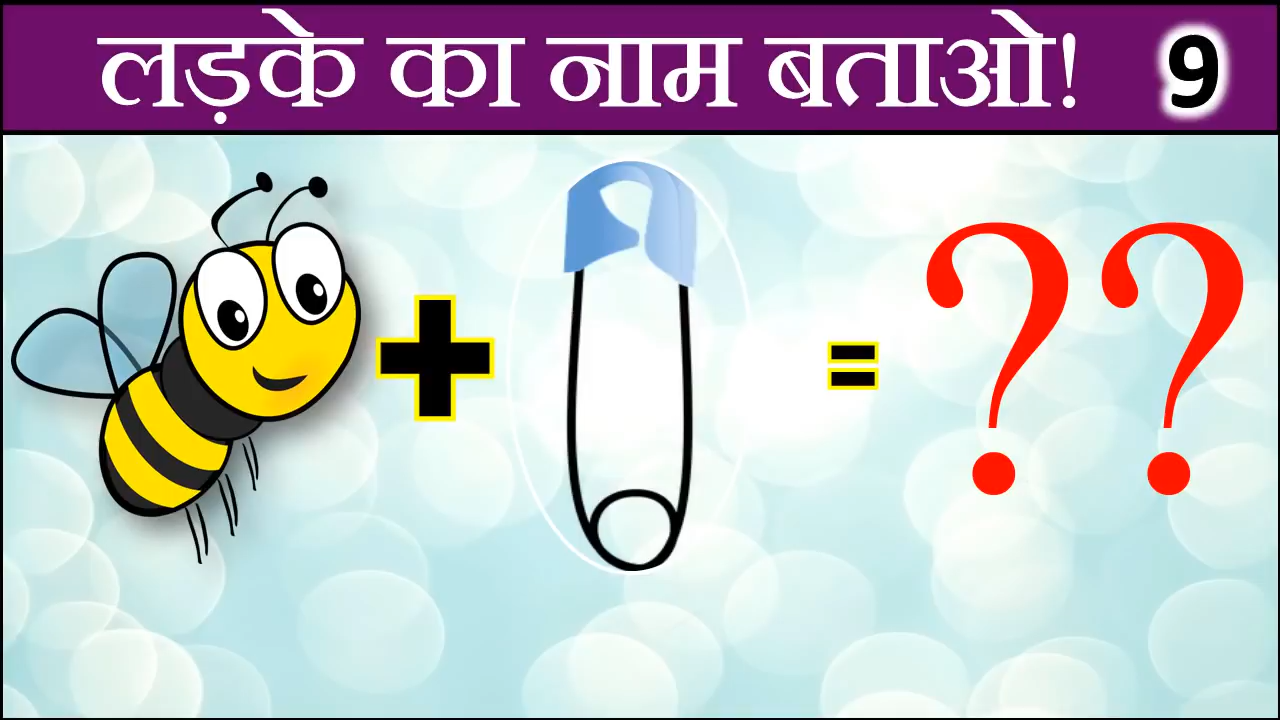 लड़के का नाम बताओ! 9
+ = ??